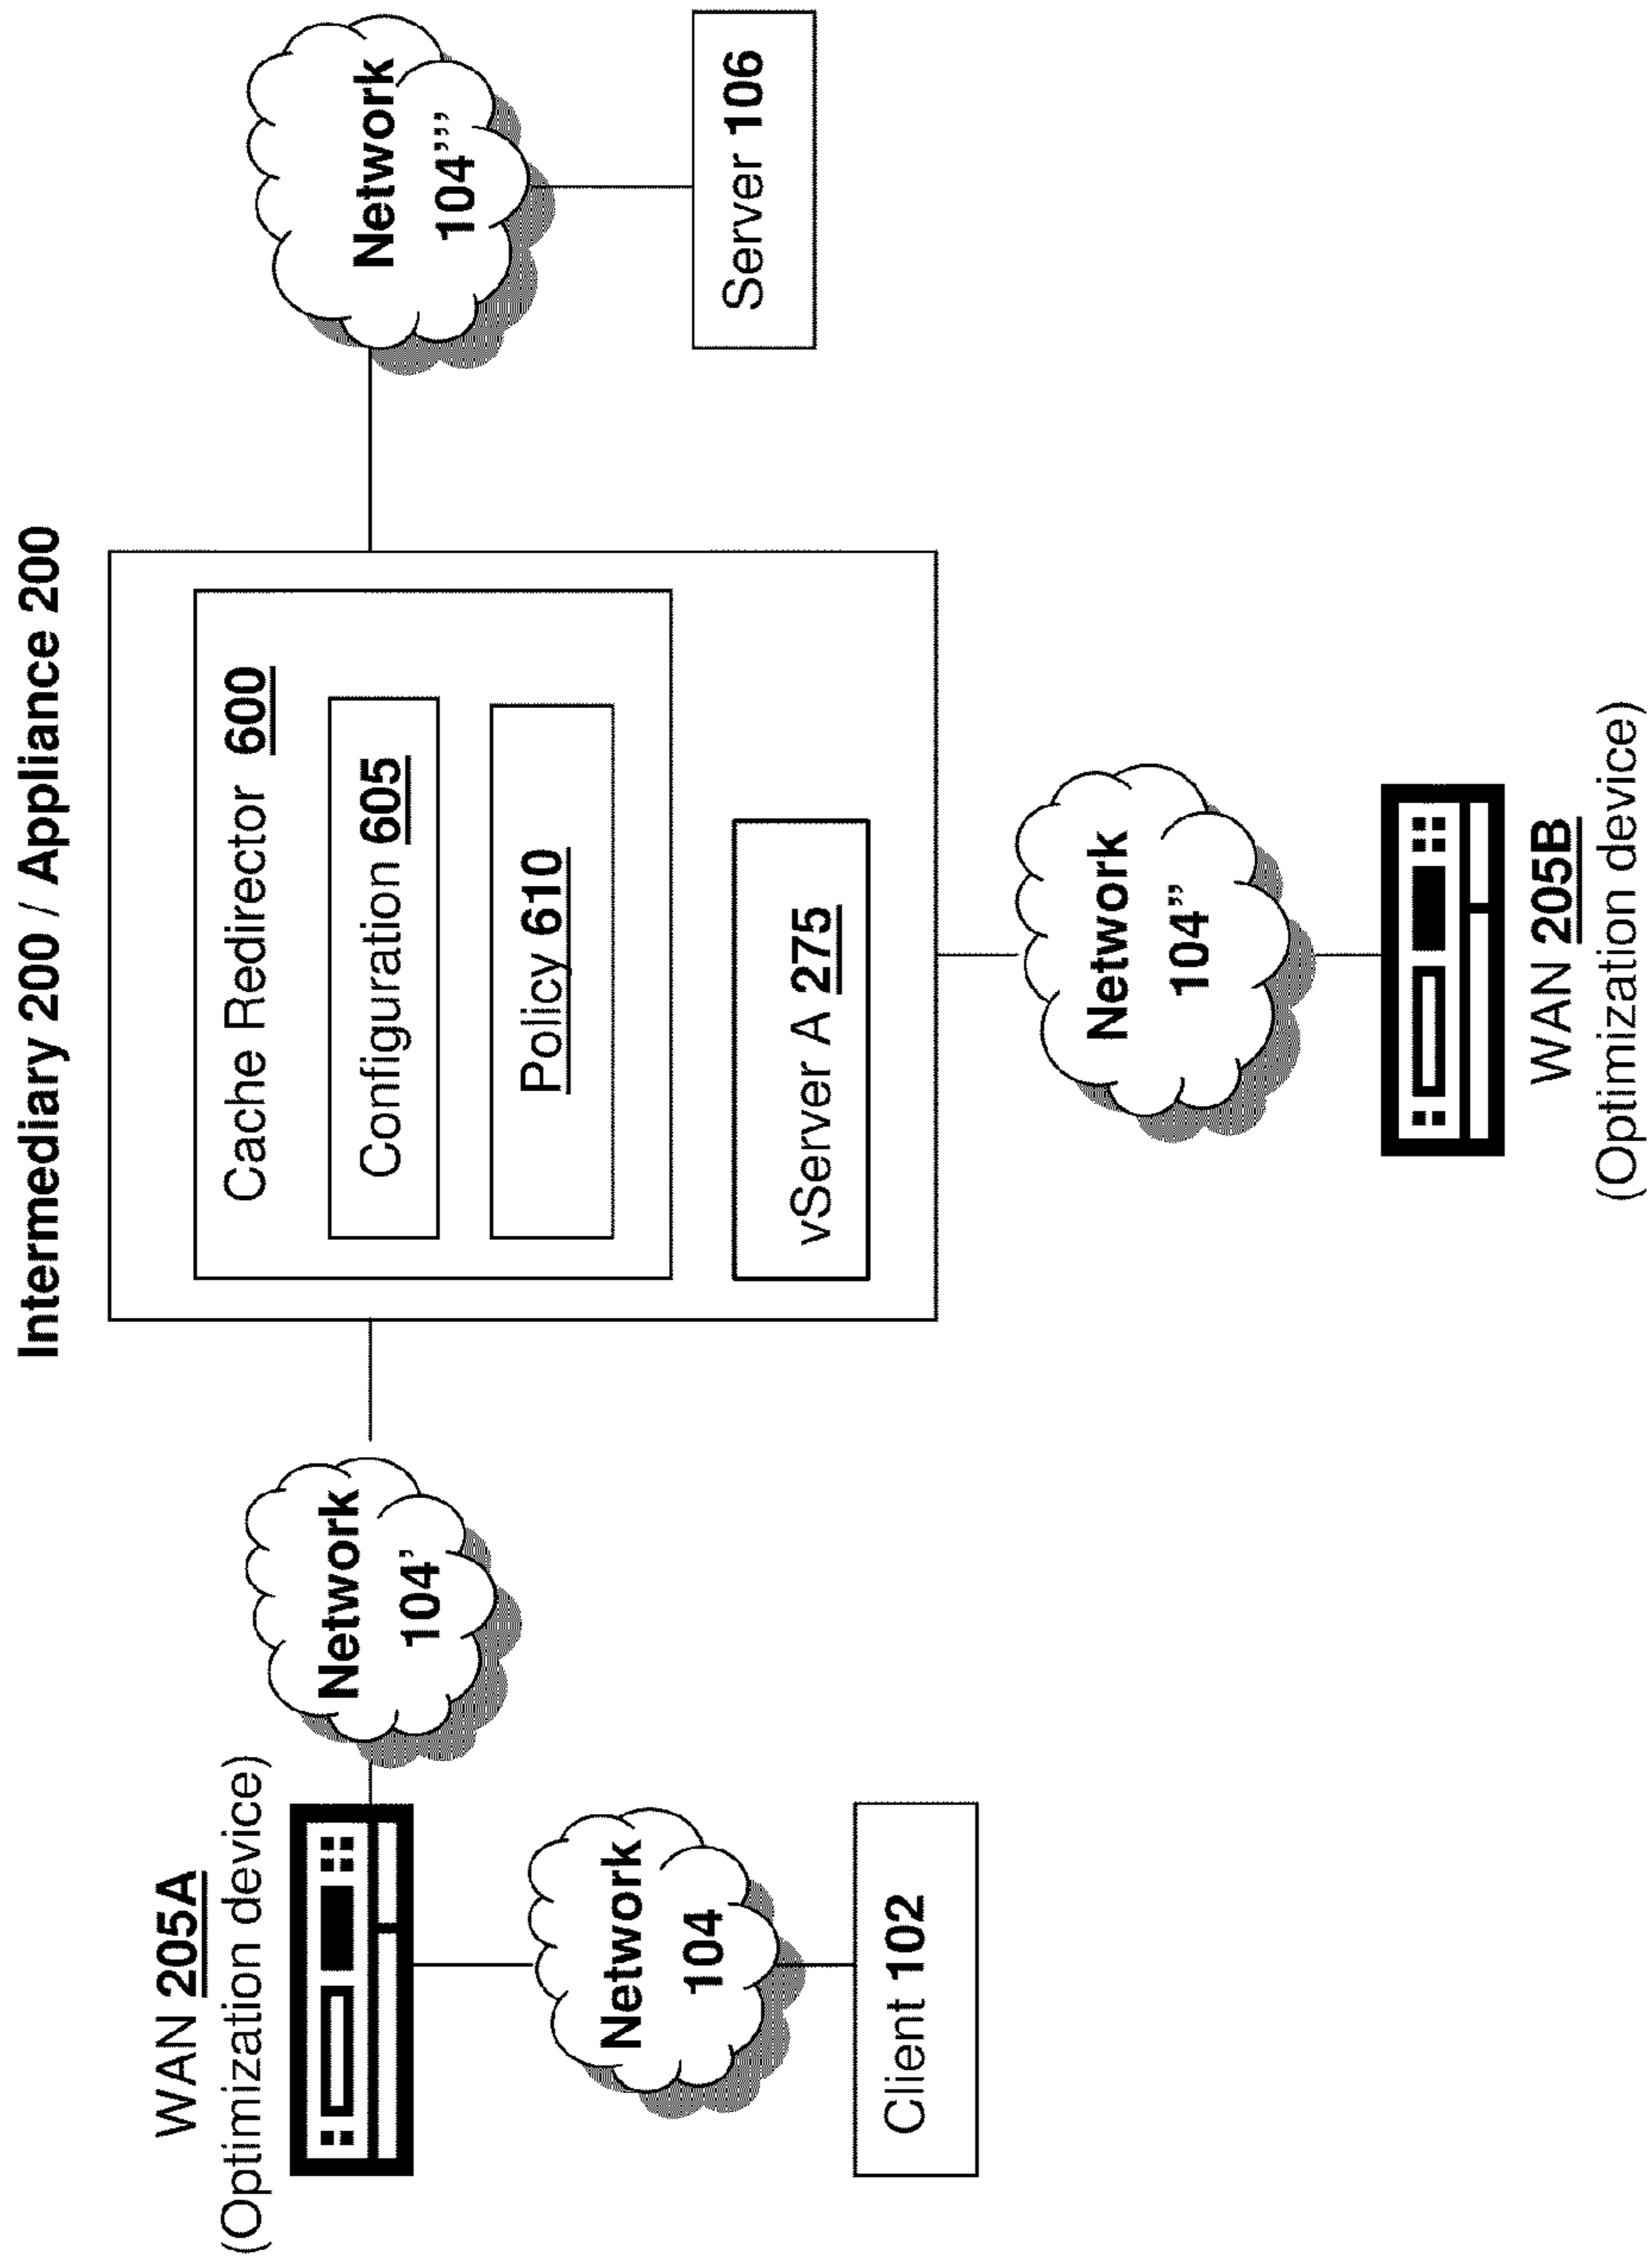 Intermediary 200 / Appliance 200
WAN 205A
(Optimization device)
Network
104'
Network
104
Client 102
Cache Redirector 600
Configuration 605
Policy 610
vServer A 275
Network
104''
WAN 205B
(Optimization device)
Network
104'''
Server 106